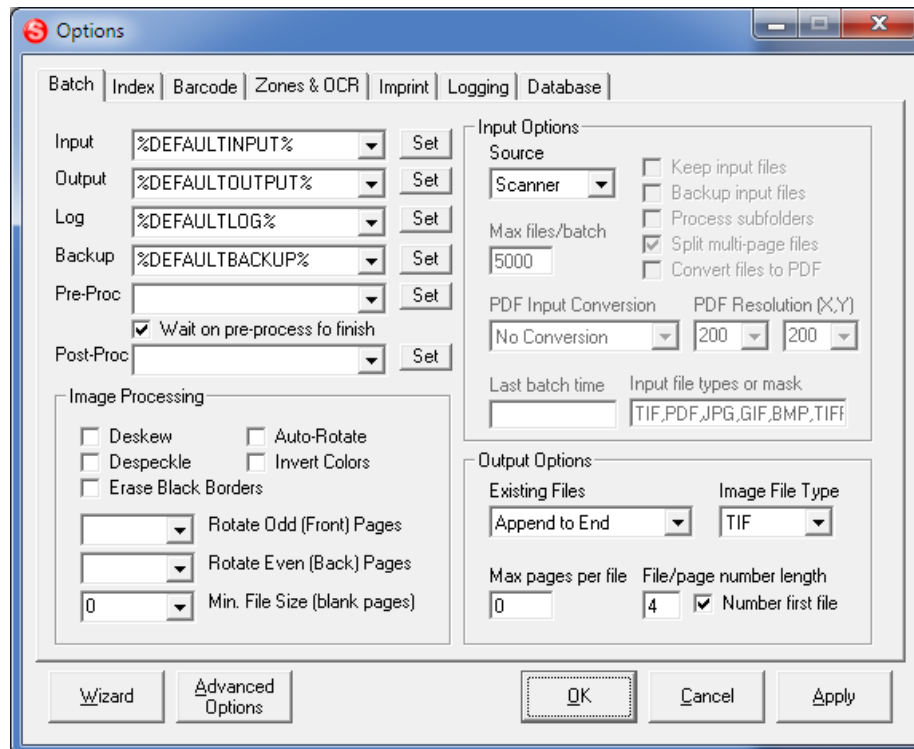 Options
Batch Index Barcode Zones & OCR Imprint Logging Database
Input %DEFAULTINPUT% Set
Output %DEFAULTOUTPUT% Set
Log %DEFAULTLOG% Set
Backup %DEFAULTBACKUP% Set
Pre-Proc Set
Wait on pre-process fo finish
Post-Proc Set
Image Processing
Deskew Auto-Rotate
Despeckle Invert Colors
Erase Black Borders
Rotate Odd (Front) Pages
Rotate Even (Back) Pages
0 Min. File Size (blank pages)
Input Options
Source
Scanner
Keep input files
Backup input files
Process subfolders
Split multi-page files
Convert files to PDF
Max files/batch
5000
PDF Input Conversion PDF Resolution (X,Y)
No Conversion 200 200
Last batch time Input file types or mask
TIF,PDF,JPG,GIF,BMP,TIFF
Output Options
Existing Files Image File Type
Append to End TIF
Max pages per file File/page number length
0 4 Number first file
Wizard Advanced Options OK Cancel Apply